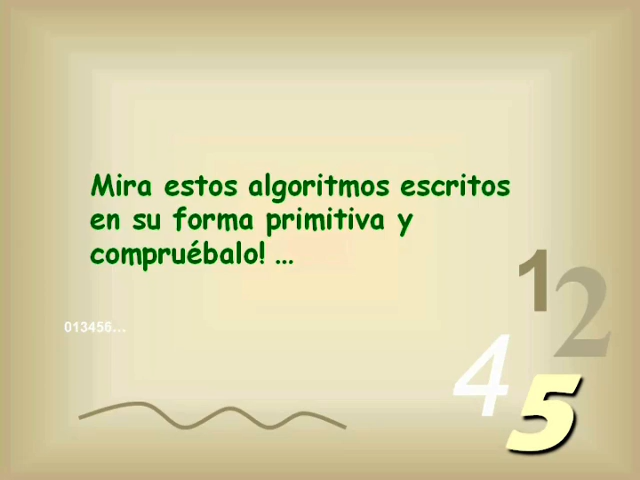 Mira estos algoritmos escritos
en su forma primitiva y
compruébalo! ...
013456...
1
2
4
5